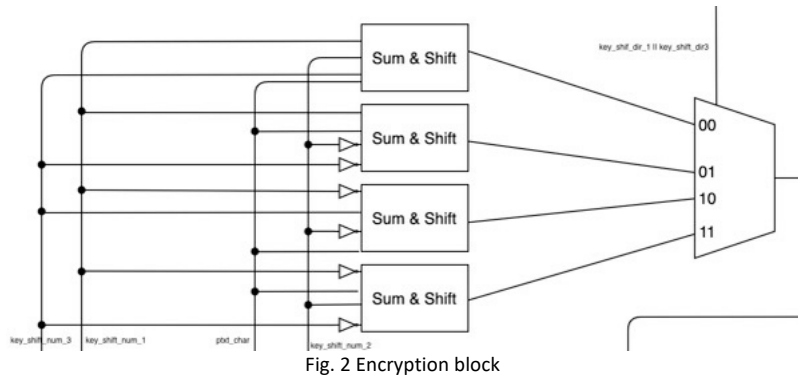 Sum & Shift
key_shif_dir_1 II key_shift_dir3
00
Sum & Shift
01
10
Sum & Shift
11
Sum & Shift
key_shift_num_3
key_shift_num_1
ptxt_char
key_shift_num_2
Fig. 2 Encryption block